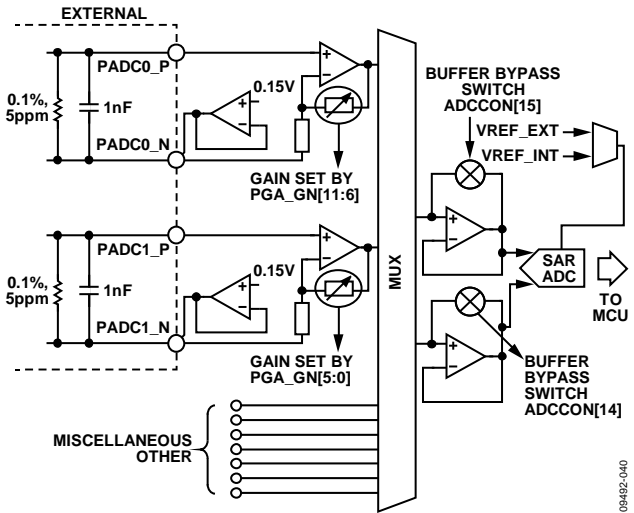 EXTERNAL
PADC0_P
0.1%,
5ppm
1nF
0.15V
PADC0_N
GAIN SET BY
PGA_GN[11:6]
PADC1_P
0.1%,
5ppm
1nF
0.15V
PADC1_N
GAIN SET BY
PGA_GN[5:0]
MISCELLANEOUS
OTHER
MUX
BUFFER BYPASS
SWITCH
ADCCON[15]
VREF_EXT
VREF_INT
SAR
ADC
TO
MCU
BUFFER
BYPASS
SWITCH
ADCCON[14]
+
–
+
–
+
–
+
–
+
–
+
–
09492-040